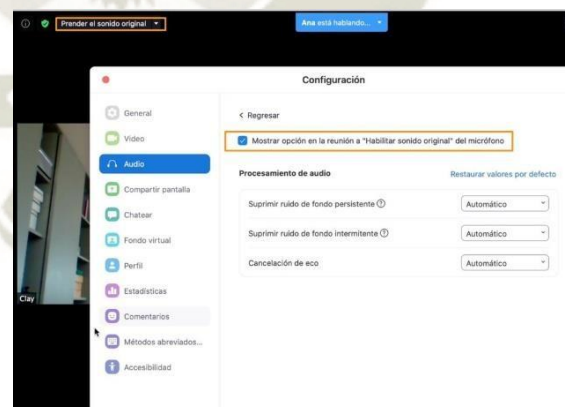 Prender el sonido original
Ana está hablando...
Configuración
General
Video
Audio
Compartir pantalla
Chatear
Fondo virtual
Perfil
Estadísticas
Comentarios
Métodos abreviados...
Accesibilidad
< Regresar
Mostrar opción en la reunión a "Habilitar sonido original" del micrófono
Procesamiento de audio
Restaurar valores por defecto
Suprimir ruido de fondo persistente
Automático
Suprimir ruido de fondo intermitente
Automático
Cancelación de eco
Automático
Clay